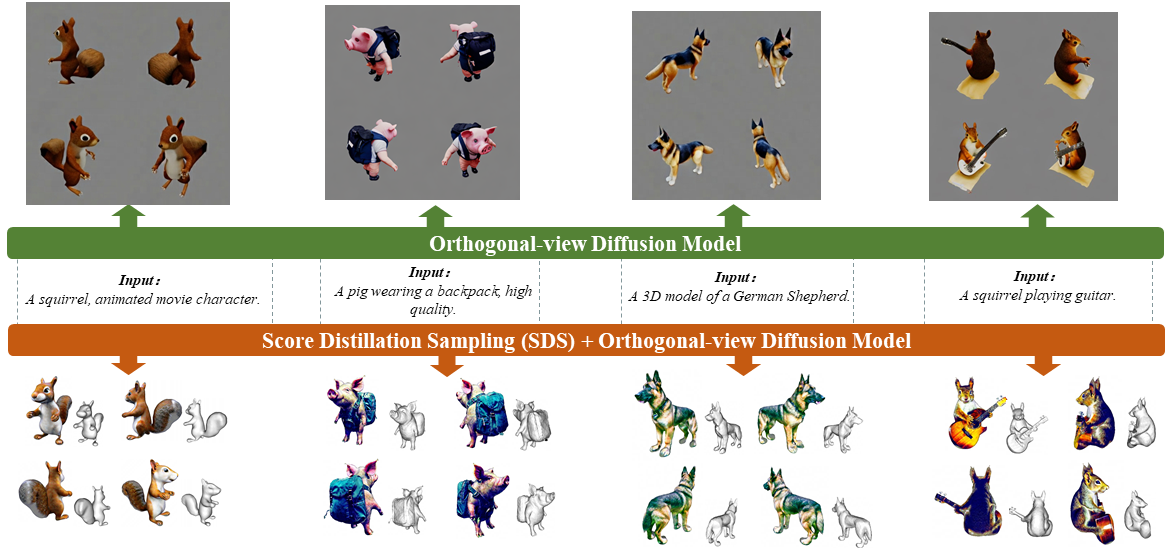 Orthogonal-view Diffusion Model
Input：
A squirrel, animated movie character.
Input：
A pig wearing a backpack, high
quality.
Input：
A 3D model of a German Shepherd.
Input：
A squirrel playing guitar.
Score Distillation Sampling (SDS) + Orthogonal-view Diffusion Model